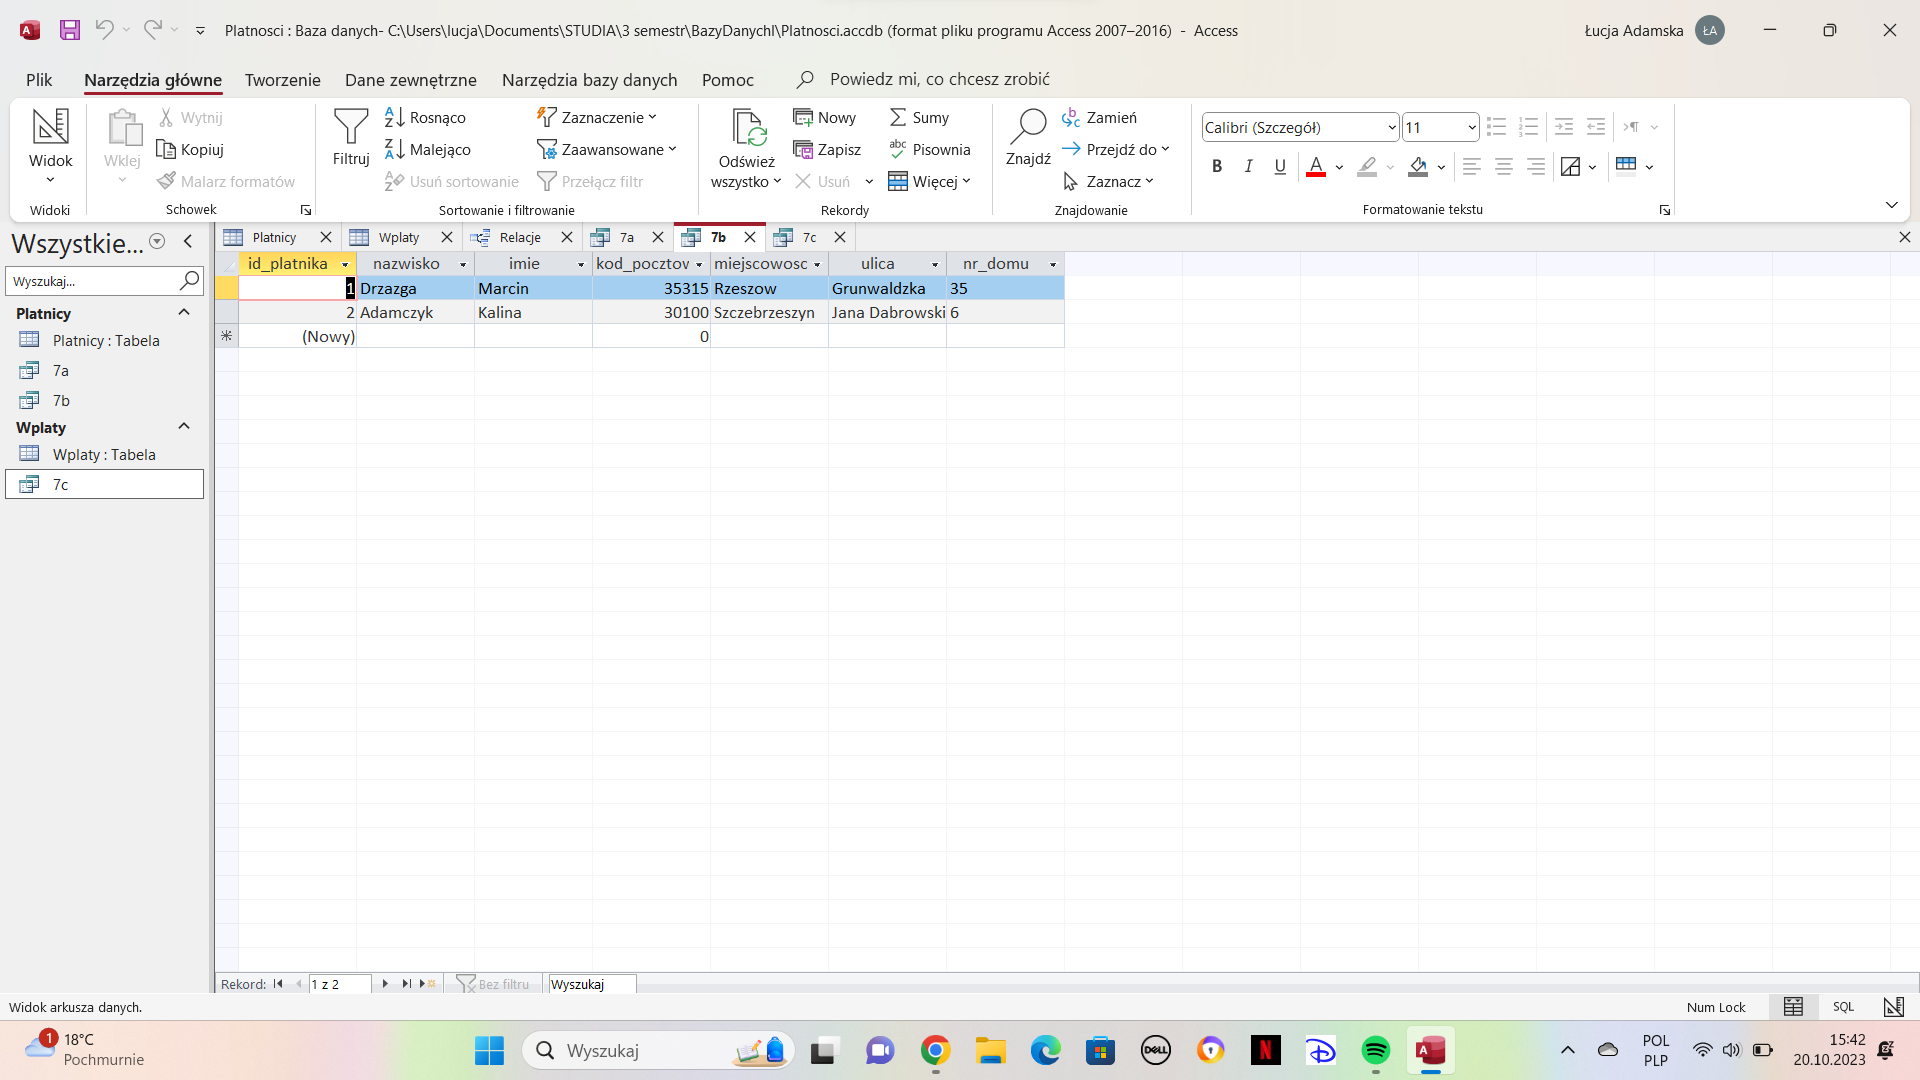 Platnosci : Baza danych- C:\Users\lucja\Documents\STUDIA\3 semestr\BazyDanychI\Platnosci.accdb (format pliku programu Access 2007–2016) - Access
Łucja Adamska ŁA
Plik Narzędzia główne Tworzenie Dane zewnętrzne Narzędzia bazy danych Pomoc Powiedz mi, co chcesz zrobić
Widok
Widoki
Wklej
Wytnij
Kopiuj
Malarz formatów
Schowek
Filtruj
Rosnąco
Malejąco
Usuń sortowanie
Zaznaczenie
Zaawansowane
Przełącz filtr
Sortowanie i filtrowanie
Odśwież
wszystko
Nowy
Zapisz
Usuń
Sumy
Pisownia
Więcej
Rekordy
Znajdź
Zamień
Przejdź do
Zaznacz
Znajdowanie
Calibri (Szczegół) 11
B I U A
Formatowanie tekstu
Wszystkie...
Wyszukaj...
Platnicy
Platnicy : Tabela
7a
7b
Wplaty
Wplaty : Tabela
7c
Platnicy Wplaty Relacje 7a 7b 7c
id_platnika nazwisko imie kod_pocztov miejscowosc ulica nr_domu
1 Drzazga Marcin 35315 Rzeszow Grunwaldzka 35
2 Adamczyk Kalina 30100 Szczebrzeszyn Jana Dabrowski 6
(Nowy) 0
Rekord: 1 z 2 Bez filtru Wyszukaj
Widok arkusza danych. Num Lock SQL
1 18°C
Pochmurnie
Wyszukaj
DELL
N
POL
PLP
15:42
20.10.2023